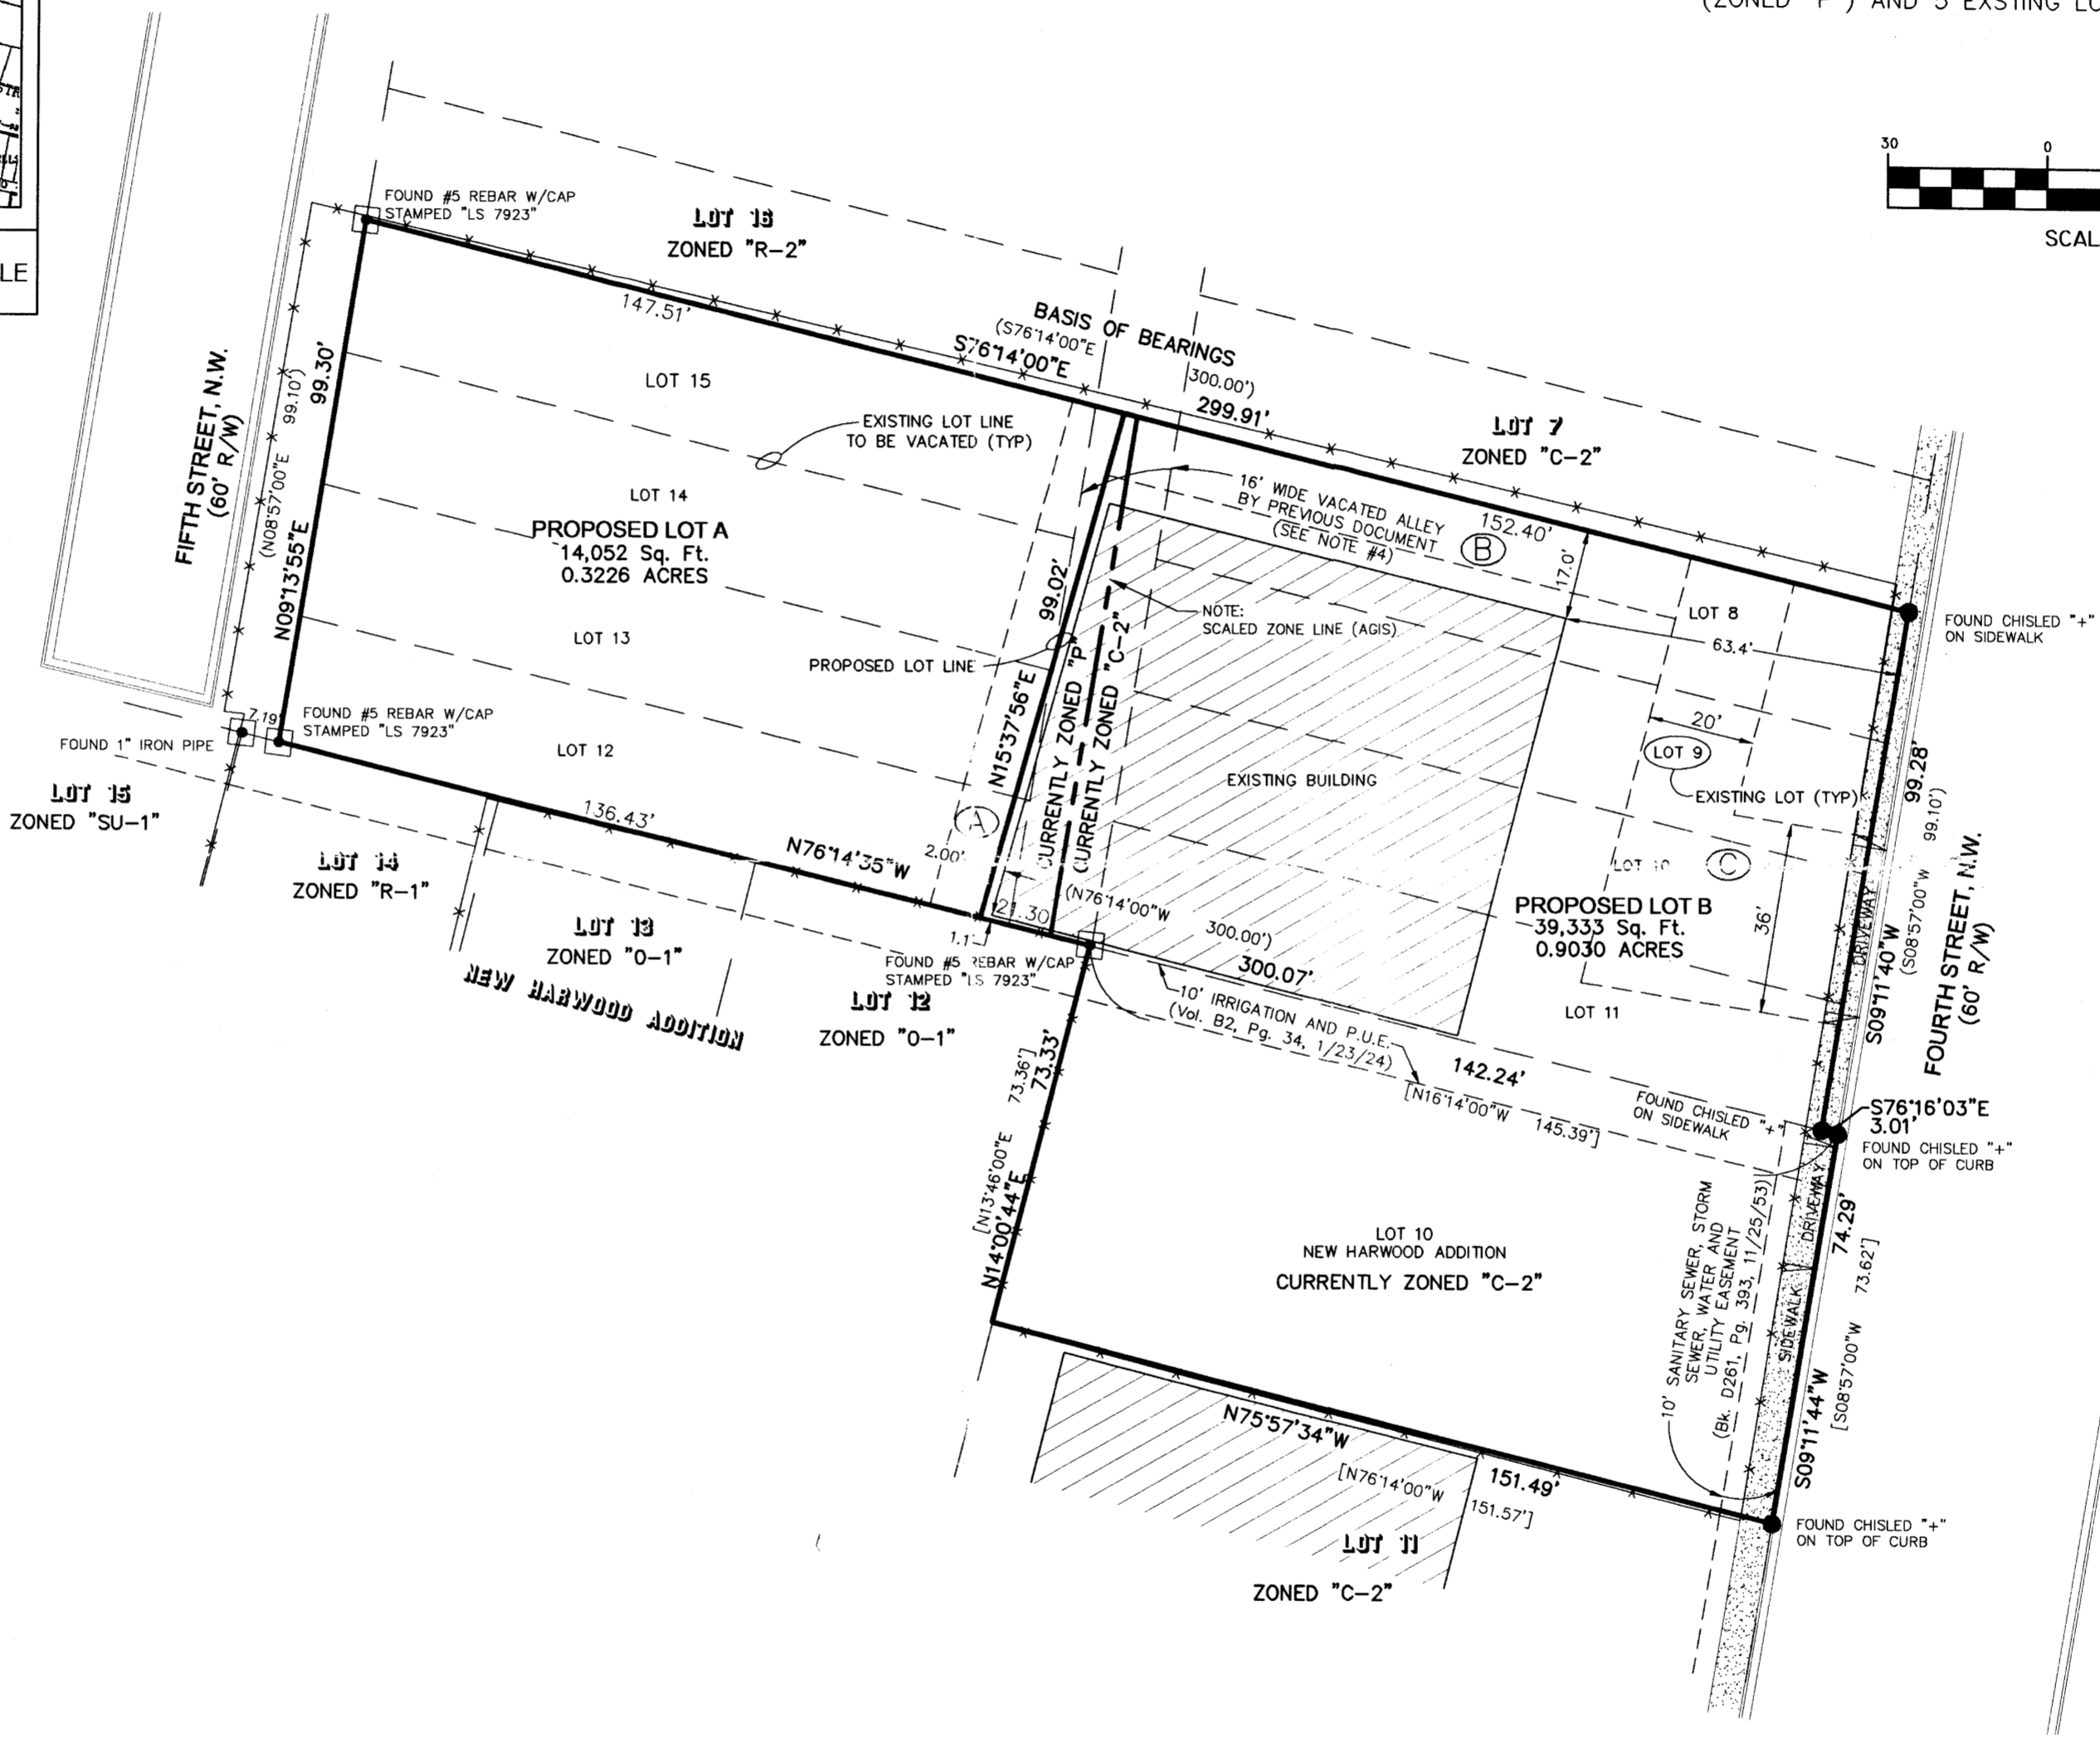 (ZONED "P") AND 5 EXSTING
LE
30
0
SCAL
FOUND #5 REBAR W/CAP
STAMPED "LS 7923"
LOT 16
ZONED "R-2"
147.51'
BASIS OF BEARINGS
(S76°14'00"E
S76°14'00"E
300.00')
299.91'
LOT 7
ZONED "C-2"
FIFTH STREET, N.W.
(60' R/W)
(N08°57'00"E 99.10')
99.30'
N09°13'55"E
LOT 15
EXISTING LOT LINE
TO BE VACATED (TYP)
LOT 14
PROPOSED LOT A
14,052 Sq. Ft.
0.3226 ACRES
LOT 13
PROPOSED LOT LINE
LOT 12
16' WIDE VACATED ALLEY
BY PREVIOUS DOCUMENT
(SEE NOTE #4)
B
152.40'
17.0'
LOT 8
63.4'
FOUND CHISLED "+"
ON SIDEWALK
NOTE:
SCALED ZONE LINE (AGIS)
99.02'
N15°37'56"E
CURRENTLY ZONED "P"
CURRENTLY ZONED "C-2"
EXISTING BUILDING
20'
LOT 9
EXISTING LOT (TYP)
99.28'
99.10')
S09°11'40"W
(S08°57'00"W
FOURTH STREET, N.W.
(60' R/W)
DRIVEWAY
LOT 10
C
36'
PROPOSED LOT B
39,333 Sq. Ft.
0.9030 ACRES
LOT 11
7.19'
FOUND #5 REBAR W/CAP
STAMPED "LS 7923"
FOUND 1" IRON PIPE
LOT 15
ZONED "SU-1"
136.43'
N76°14'35"W
A
2.00'
21.30
1.1'
(N76°14'00"W
300.00')
300.07'
LOT 14
ZONED "R-1"
LOT 13
ZONED "O-1"
NEW HARWOOD ADDITION
FOUND #5 REBAR W/CAP
STAMPED "LS 7923"
LOT 12
ZONED "O-1"
10' IRRIGATION AND P.U.E.
(Vol. B2, Pg. 34, 1/23/24)
142.24'
[N16°14'00"W 145.39']
FOUND CHISLED "+"
ON SIDEWALK
S76°16'03"E
3.01'
FOUND CHISLED "+"
ON TOP OF CURB
73.36']
73.33'
[N13°46'00"E
N14°00'44"E
LOT 10
NEW HARWOOD ADDITION
CURRENTLY ZONED "C-2"
10' SANITARY SEWER, STORM
SEWER, WATER AND
UTILITY EASEMENT
(Bk. D261, Pg. 393, 11/25/53)
DRIVEWAY
SIDEWALK
74.29'
73.62']
S09°11'44"W
[S08°57'00"W
N75°57'34"W
[N76°14'00"W
151.49'
151.57']
FOUND CHISLED "+"
ON TOP OF CURB
LOT 11
ZONED "C-2"